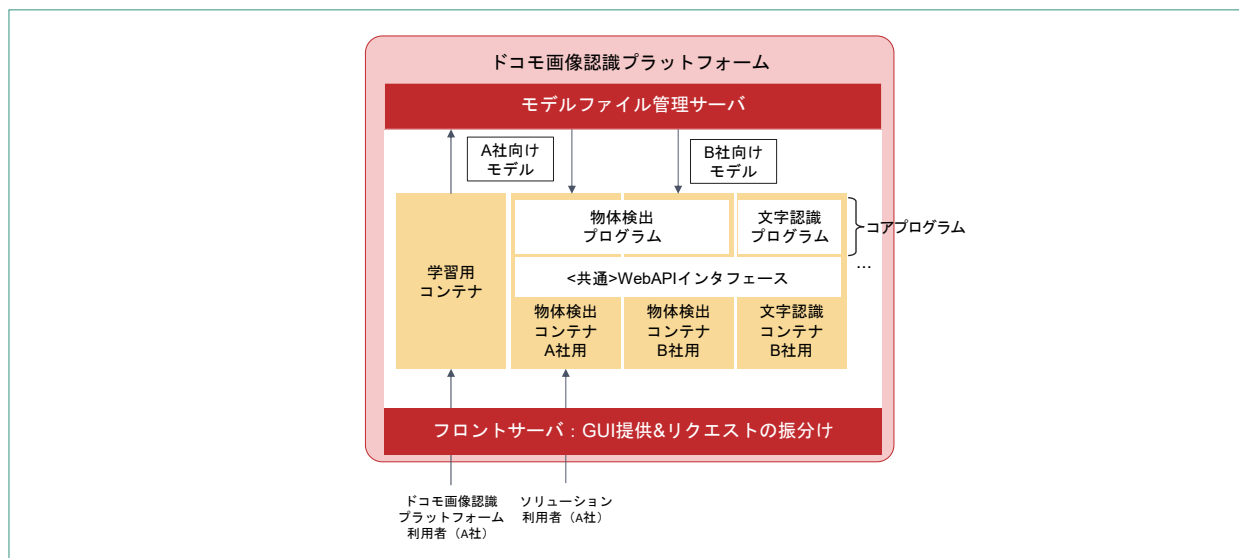 ドコモ画像認識プラットフォーム
モデルファイル管理サーバ
A社向け
モデル
B社向け
モデル
物体検出
プログラム
文字認識
プログラム
コアプログラム
学習用
コンテナ
<共通>WebAPIインタフェース
…
物体検出
コンテナ
A社用
物体検出
コンテナ
B社用
文字認識
コンテナ
B社用
フロントサーバ：GUI提供&リクエストの振分け
ドコモ画像認識
プラットフォーム
利用者（A社）
ソリューション
利用者（A社）